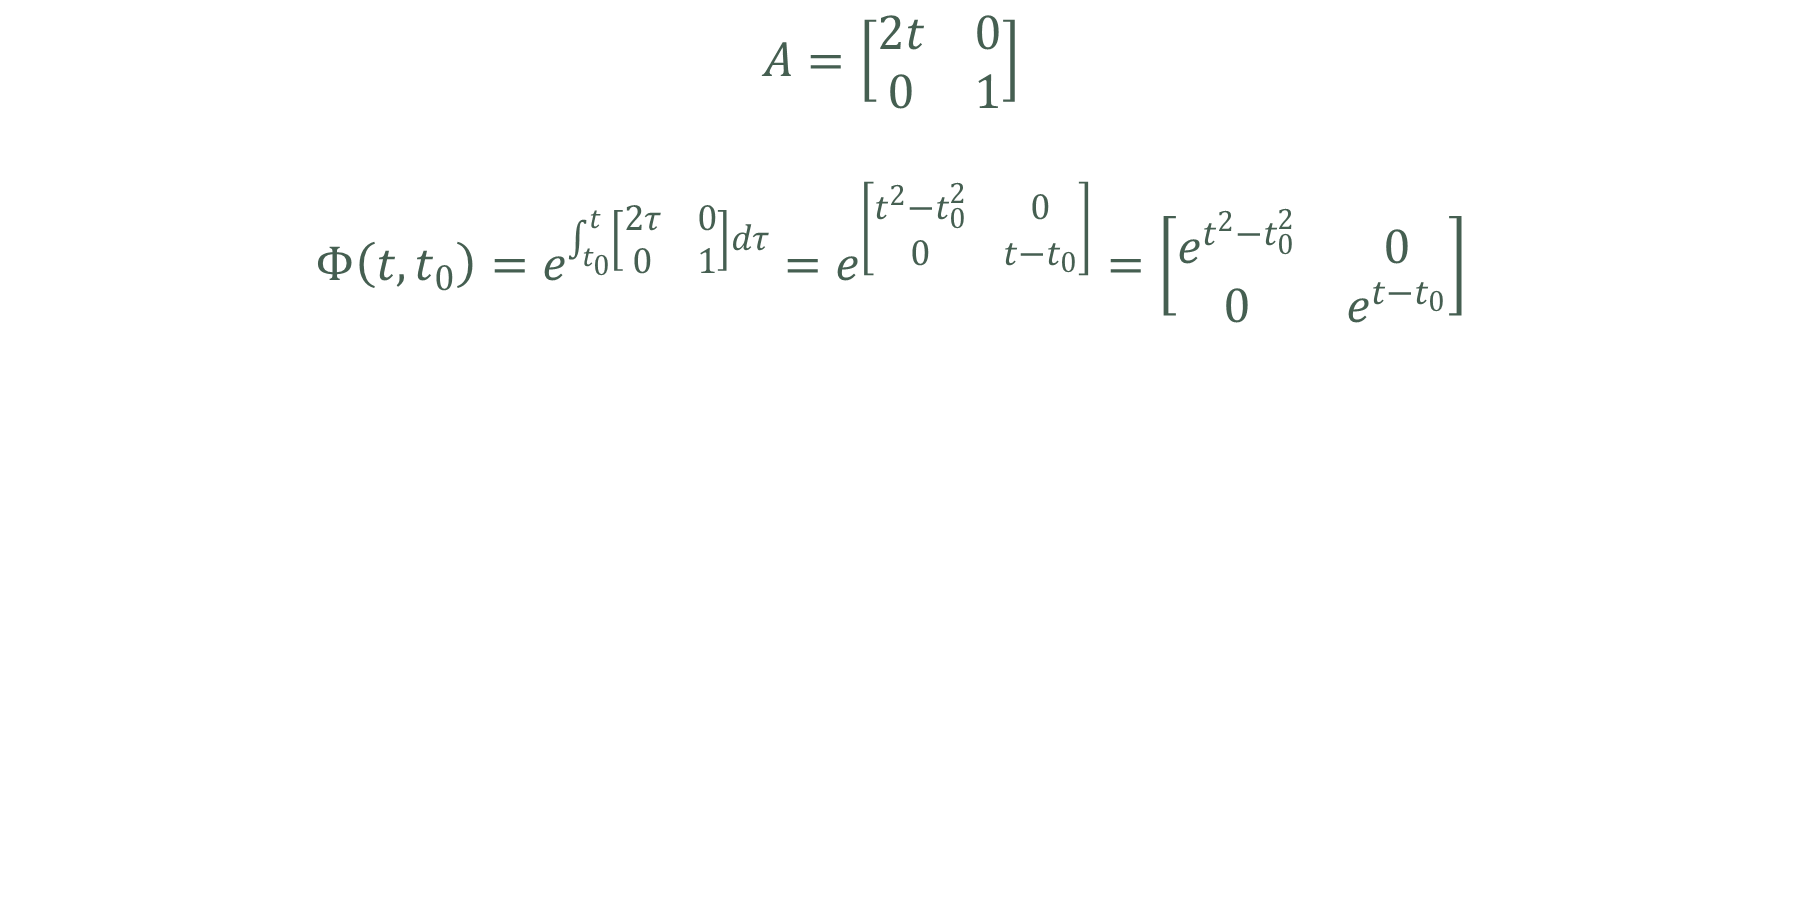 A = [2t 0; 0 1]
Φ(t, t₀) = e^{∫_{t₀}^{t} [2τ 0; 0 1] dτ} = e^{[t²−t₀² 0; 0 t−t₀]} = [e^{t²−t₀²} 0; 0 e^{t−t₀}]